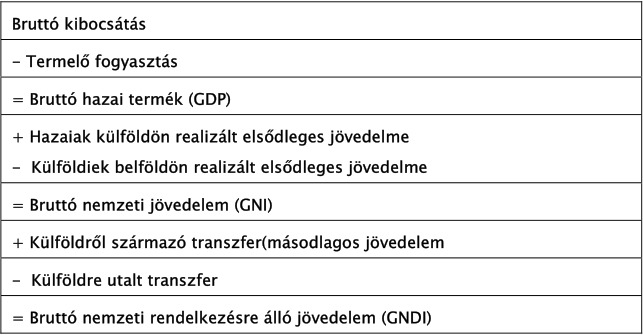 Bruttó kibocsátás
– Termelő fogyasztás
= Bruttó hazai termék (GDP)
+ Hazaiak külföldön realizált elsődleges jövedelme
– Külföldiek belföldön realizált elsődleges jövedelme
= Bruttó nemzeti jövedelem (GNI)
+ Külföldről származó transzfer(másodlagos jövedelem
– Külföldre utalt transzfer
= Bruttó nemzeti rendelkezésre álló jövedelem (GNDI)